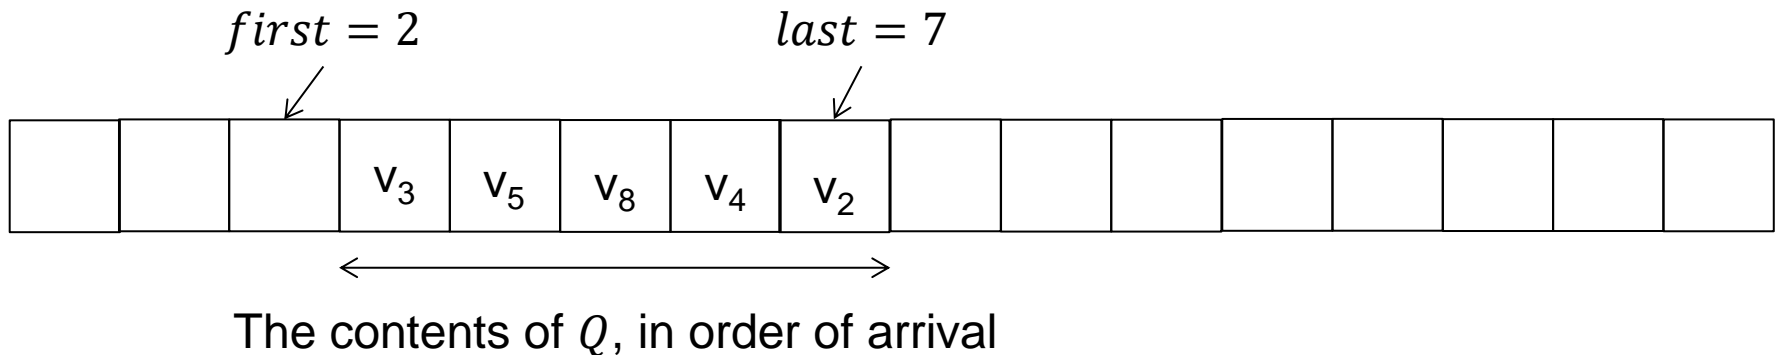 first = 2 last = 7
v₃ v₅ v₈ v₄ v₂
The contents of Q, in order of arrival